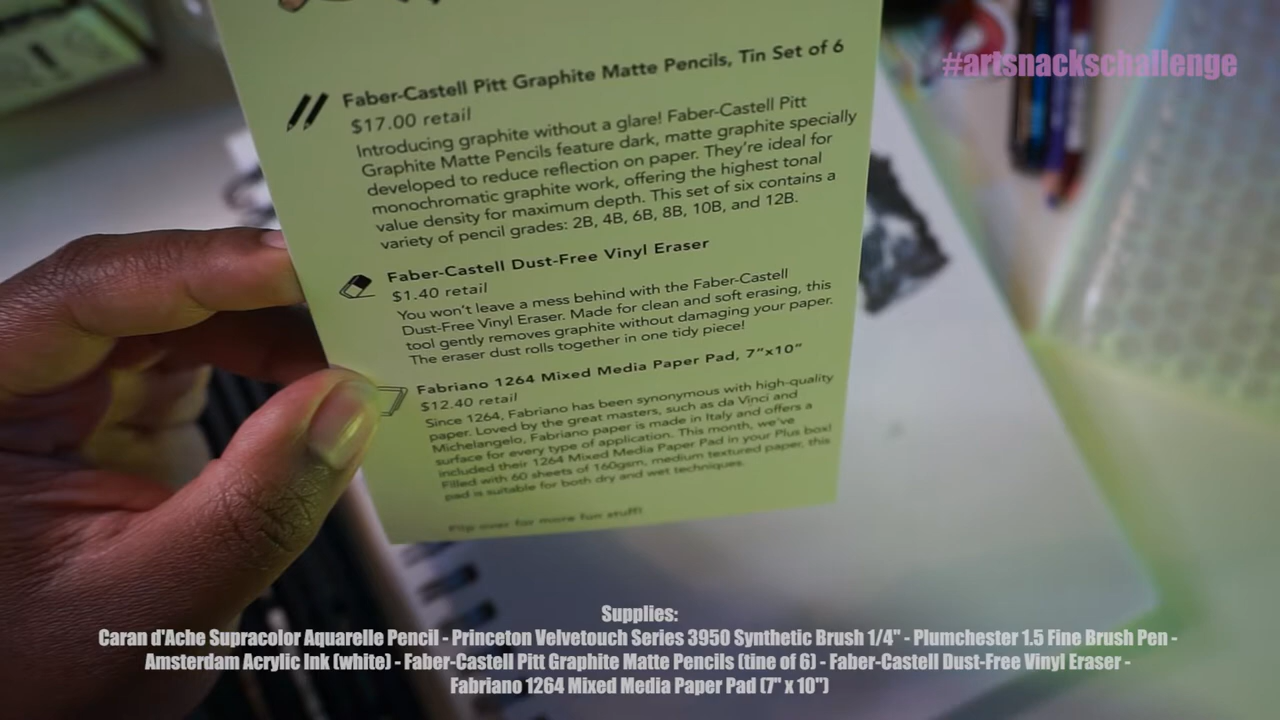 #artsnackschallenge
Faber-Castell Pitt Graphite Matte Pencils, Tin Set of 6
$17.00 retail
Introducing graphite without a glare! Faber-Castell Pitt
Graphite Matte Pencils feature dark, matte graphite specially
developed to reduce reflection on paper. They're ideal for
monochromatic graphite work, offering the highest tonal
value density for maximum depth. This set of six contains a
variety of pencil grades: 2B, 4B, 6B, 8B, 10B, and 12B.
Faber-Castell Dust-Free Vinyl Eraser
$1.40 retail
You won't leave a mess behind with the Faber-Castell
Dust-Free Vinyl Eraser. Made for clean and soft erasing, this
tool gently removes graphite without damaging your paper.
The eraser dust rolls together in one tidy piece!
Fabriano 1264 Mixed Media Paper Pad, 7"x10"
$12.40 retail
Since 1264, Fabriano has been synonymous with high-quality
paper. Loved by the great masters, such as da Vinci and
Michelangelo, Fabriano paper is made in Italy and offers a
surface for every type of application. This month, we've
included their 1264 Mixed Media Paper Pad in your Plus box!
Filled with 60 sheets of 160gsm, medium textured paper, this
pad is suitable for both dry and wet techniques.
Flip over for more fun stuff!
Supplies:
Caran d'Ache Supracolor Aquarelle Pencil - Princeton Velvetouch Series 3950 Synthetic Brush 1/4" - Plumchester 1.5 Fine Brush Pen -
Amsterdam Acrylic Ink (white) - Faber-Castell Pitt Graphite Matte Pencils (tine of 6) - Faber-Castell Dust-Free Vinyl Eraser -
Fabriano 1264 Mixed Media Paper Pad (7" x 10")